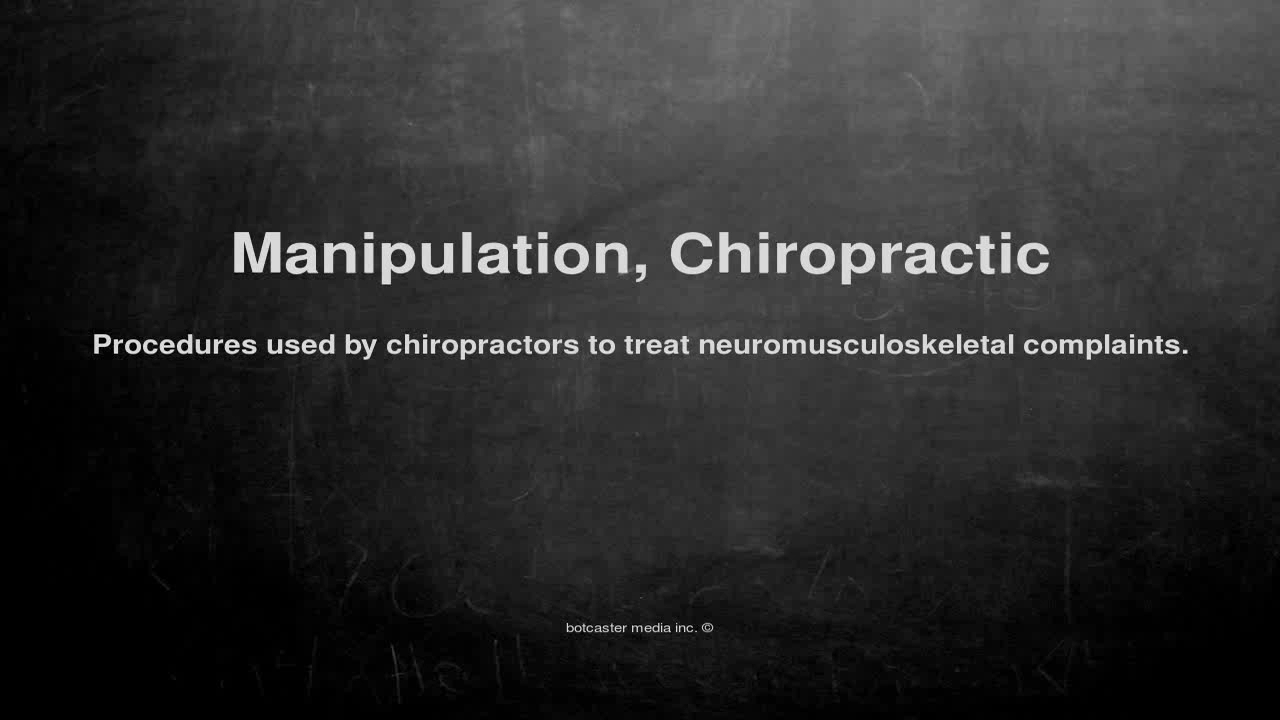 Manipulation, Chiropractic
Procedures used by chiropractors to treat neuromusculoskeletal complaints.
botcaster media inc. ©